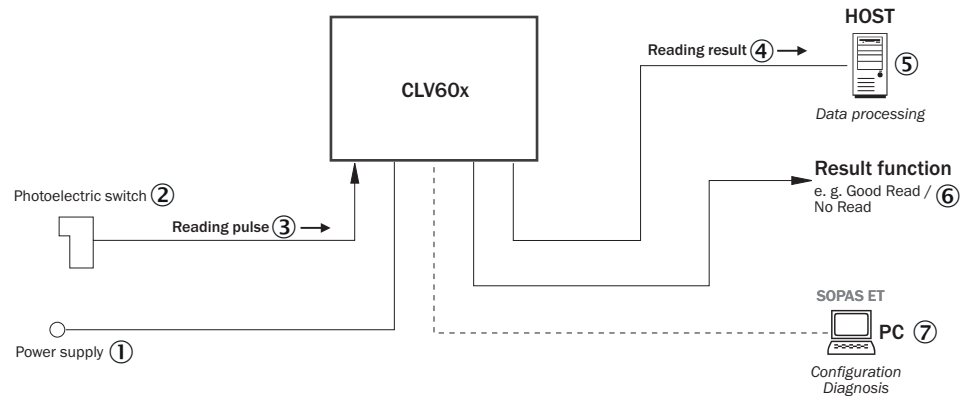 HOST
Reading result ④
CLV60x
⑤
Data processing
Result function
e. g. Good Read /
No Read
⑥
Photoelectric switch ②
Reading pulse ③
SOPAS ET
PC ⑦
Power supply ①
Configuration
Diagnosis